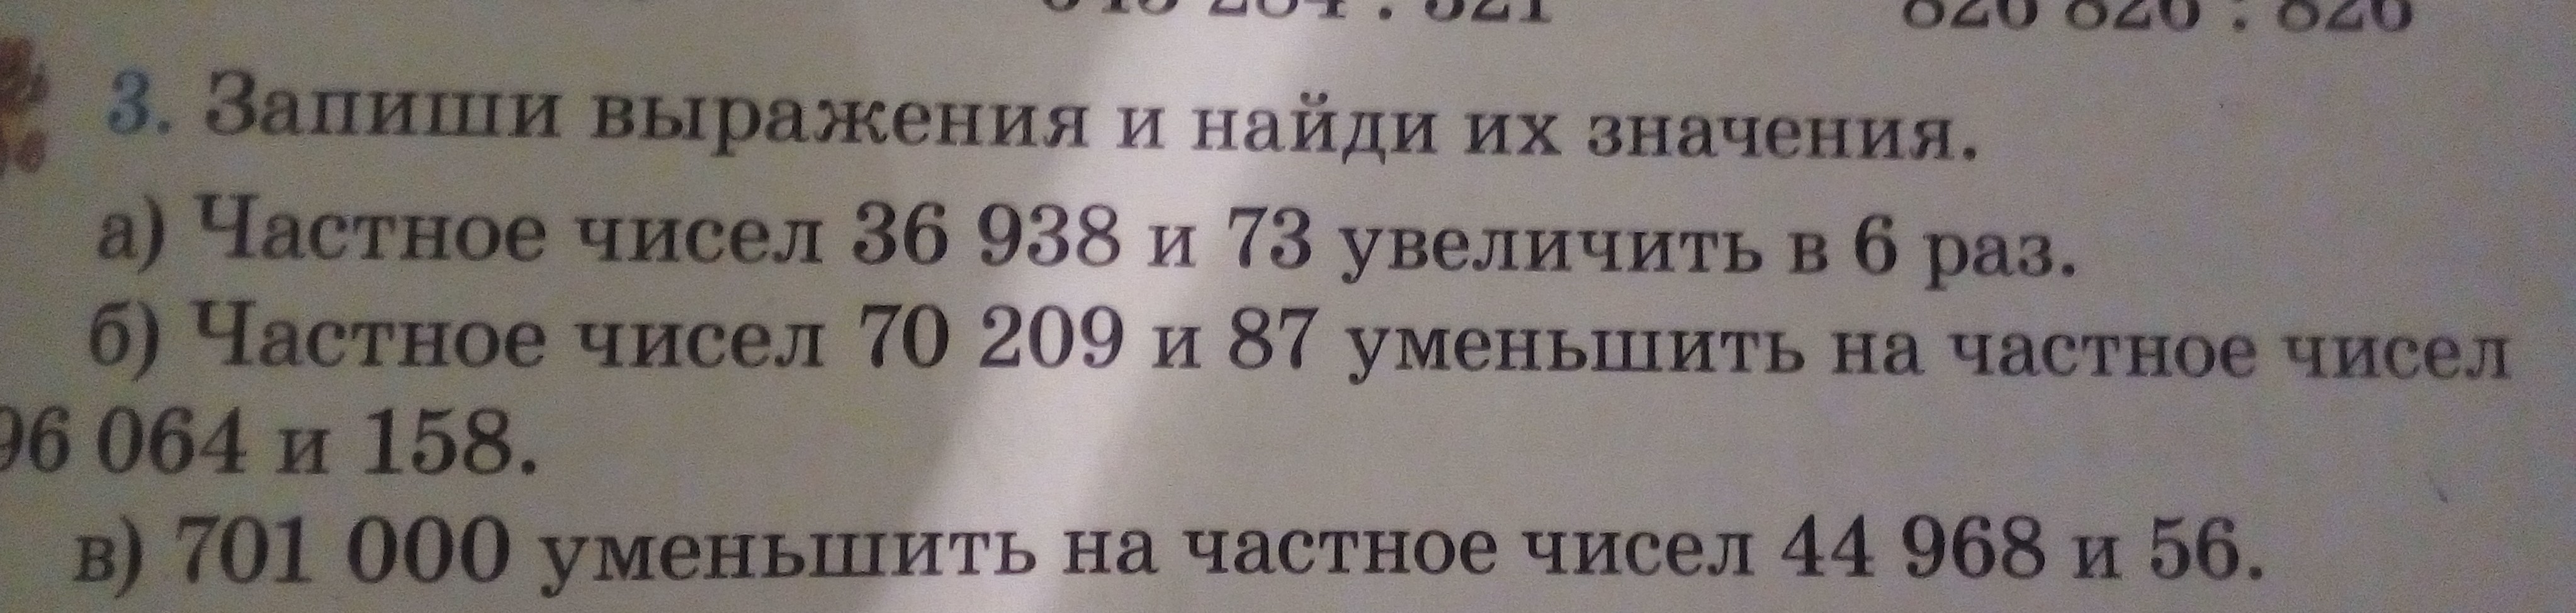 3. Запиши выражения и найди их значения.
а) Частное чисел 36 938 и 73 увеличить в 6 раз.
б) Частное чисел 70 209 и 87 уменьшить на частное чисел
96 064 и 158.
в) 701 000 уменьшить на частное чисел 44 968 и 56.